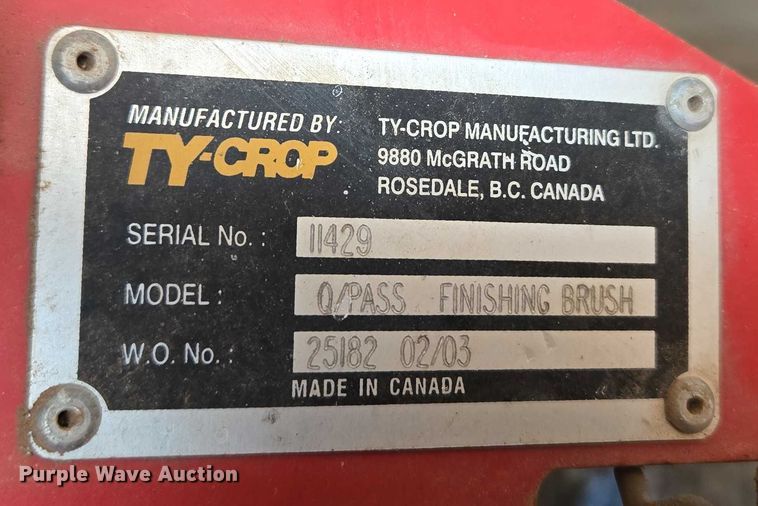 MANUFACTURED BY:
TY-CROP
TY-CROP MANUFACTURING LTD.
9880 McGRATH ROAD
ROSEDALE, B.C. CANADA
SERIAL No. : 11429
MODEL : Q/PASS FINISHING BRUSH
W.O. No. : 25182 02/03
MADE IN CANADA
Purple Wave Auction